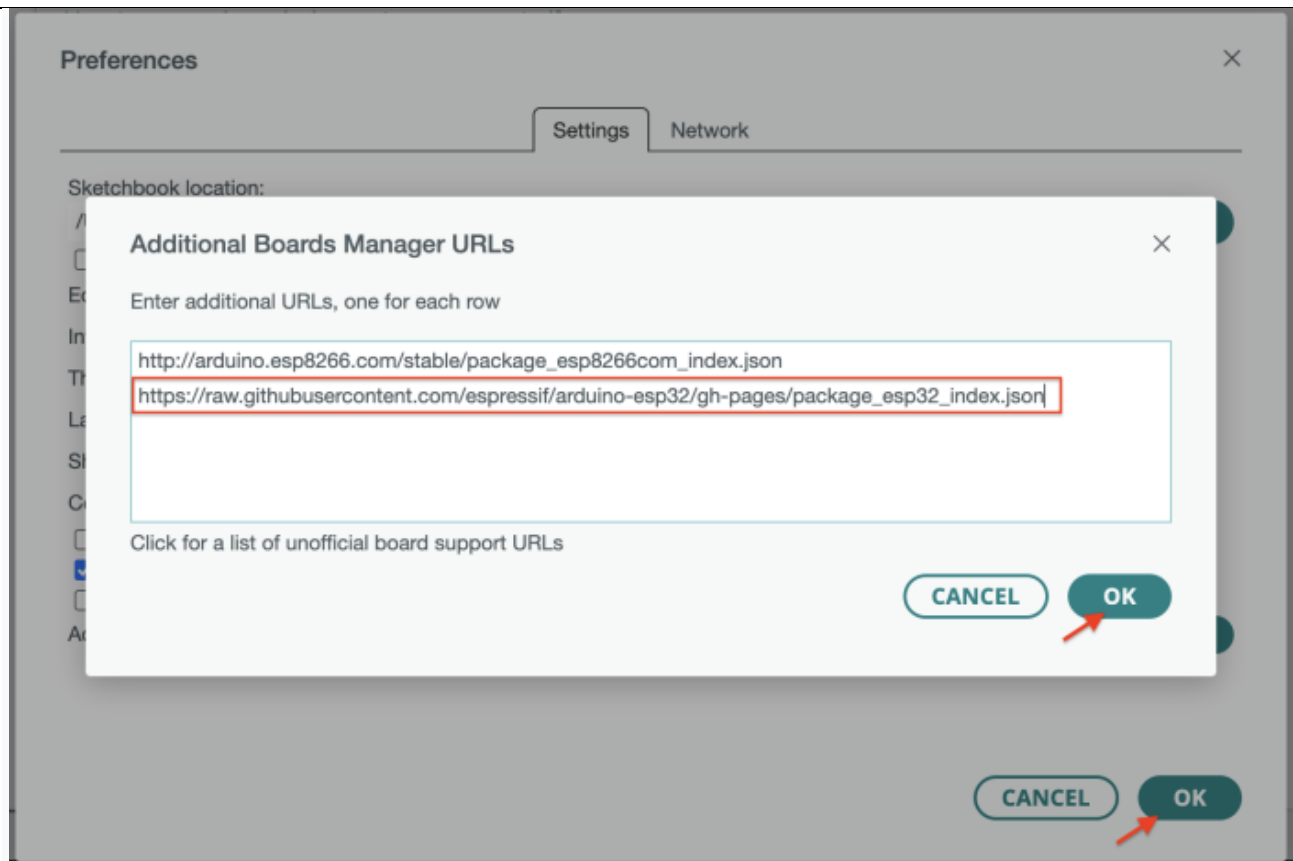 Preferences
Settings Network
Sketchbook location:
Additional Boards Manager URLs
Enter additional URLs, one for each row
http://arduino.esp8266.com/stable/package_esp8266com_index.json
https://raw.githubusercontent.com/espressif/arduino-esp32/gh-pages/package_esp32_index.json
Click for a list of unofficial board support URLs
CANCEL OK
CANCEL OK